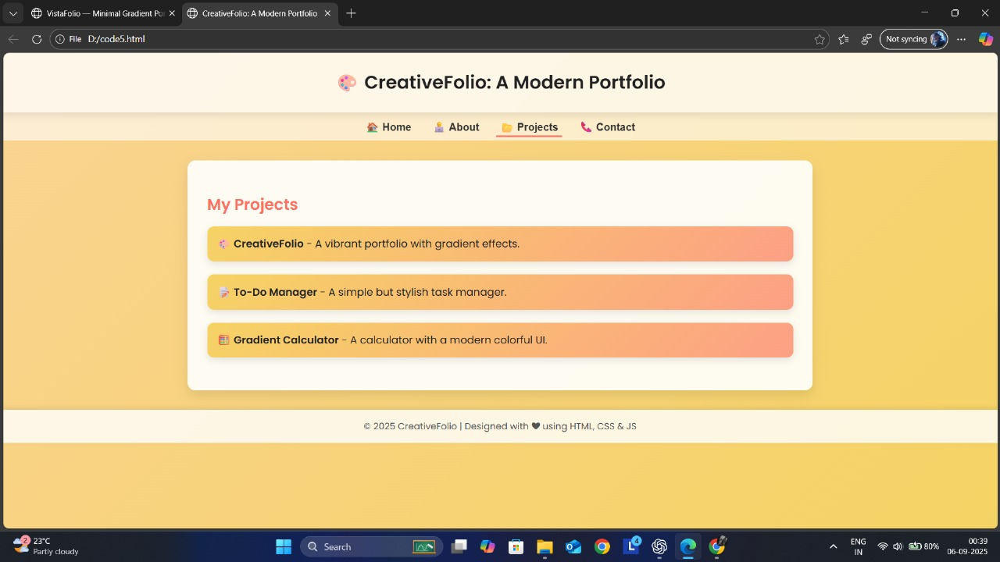 VistaFolio — Minimal Gradient Po
CreativeFolio: A Modern Portfolio
File D:/code5.html
Not syncing
CreativeFolio: A Modern Portfolio
Home About Projects Contact
My Projects
CreativeFolio - A vibrant portfolio with gradient effects.
To-Do Manager - A simple but stylish task manager.
Gradient Calculator - A calculator with a modern colorful UI.
© 2025 CreativeFolio | Designed with ❤ using HTML, CSS & JS
2
23°C
Partly cloudy
Search
4
ENG
IN
80%
00:39
06-09-2025